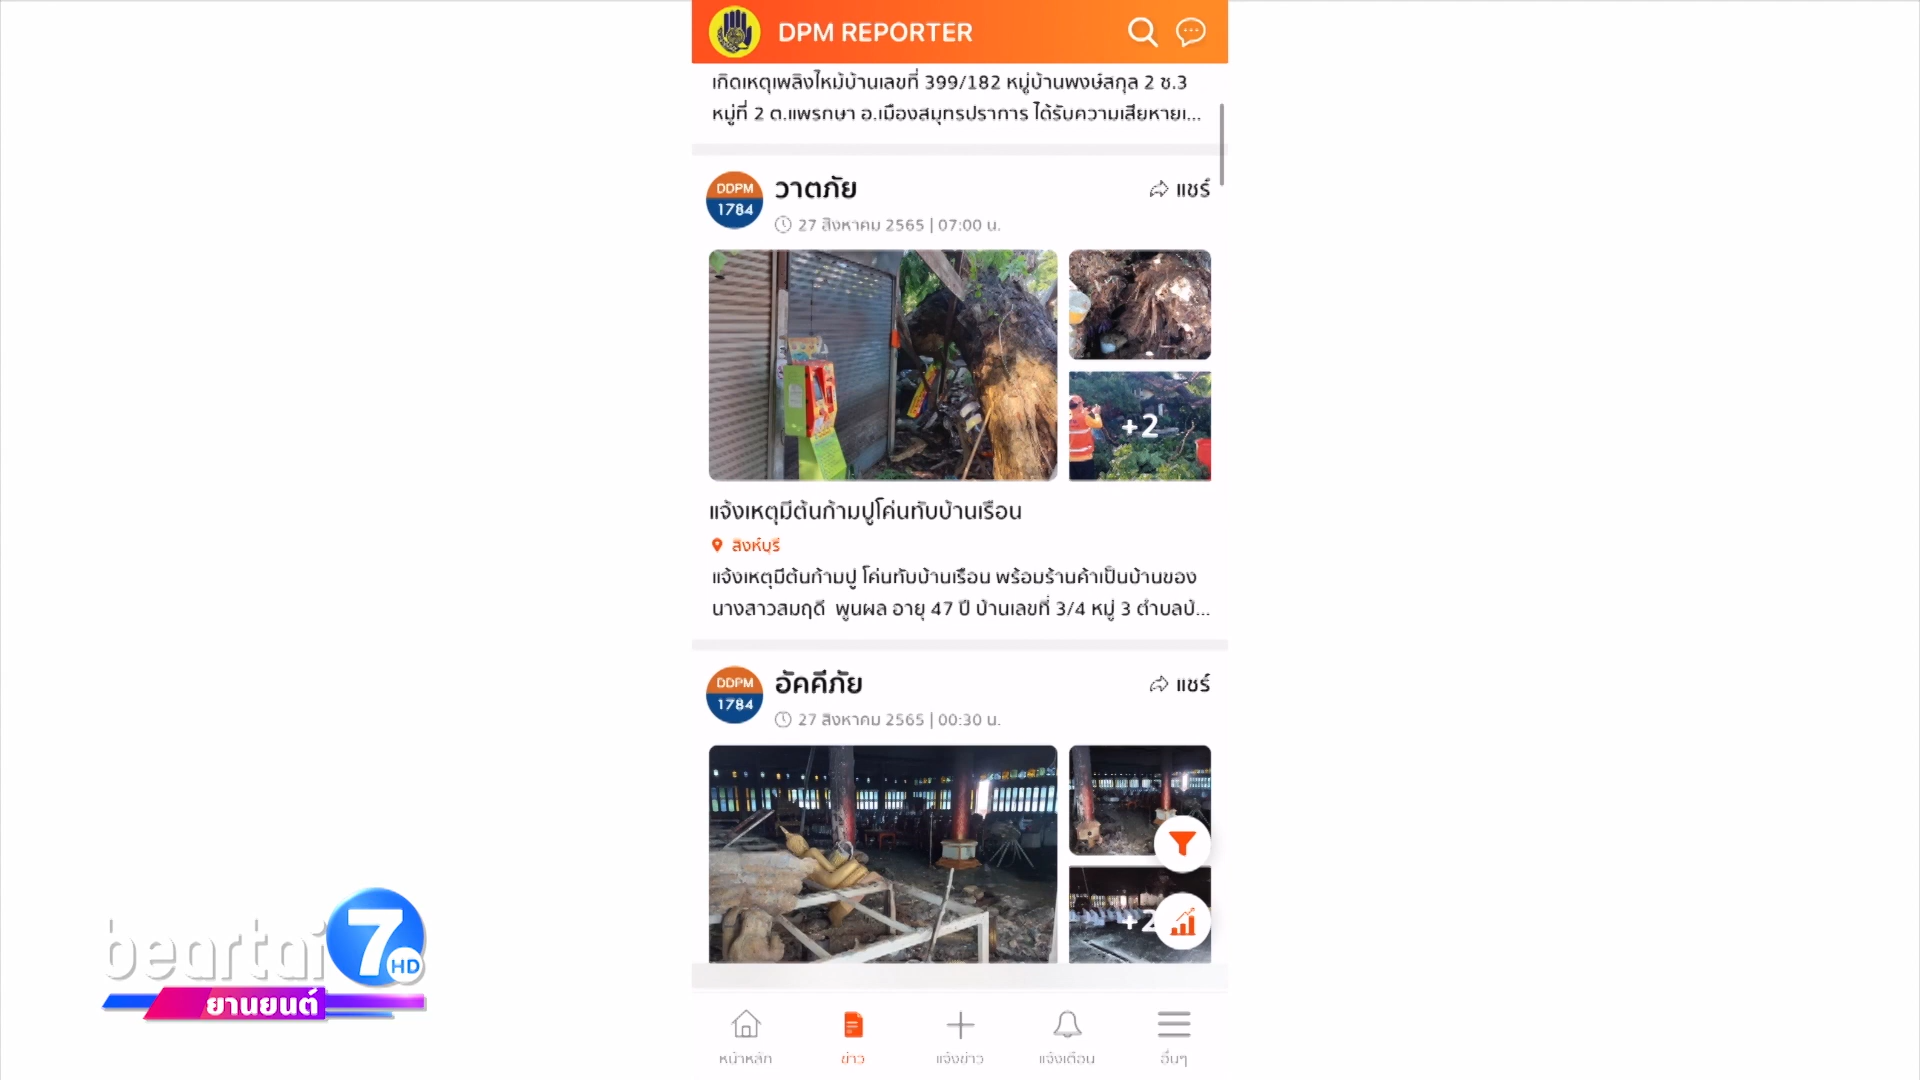 DPM REPORTER
เกิดเหตุเพลิงไหม้บ้านเลขที่ 399/182 หมู่บ้านพงษ์สกุล 2 ซ.3
หมู่ที่ 2 ต.แพรกษา อ.เมืองสมุทรปราการ ได้รับความเสียหายเ...
DDPM
1784
วาตภัย
แชร์
27 สิงหาคม 2565 | 07:00 น.
+2
แจ้งเหตุมีต้นก้ามปูโค่นทับบ้านเรือน
สิงห์บุรี
แจ้งเหตุมีต้นก้ามปู โค่นทับบ้านเรือน พร้อมร้านค้าเป็นบ้านของ
นางสาวสมฤดี พูนผล อายุ 47 ปี บ้านเลขที่ 3/4 หมู่ 3 ตำบลบ้...
DDPM
1784
อัคคีภัย
แชร์
27 สิงหาคม 2565 | 00:30 น.
+2
beartai
7HD
ยานยนต์
หน้าหลัก
ข่าว
แจ้งข่าว
แจ้งเตือน
อื่นๆ